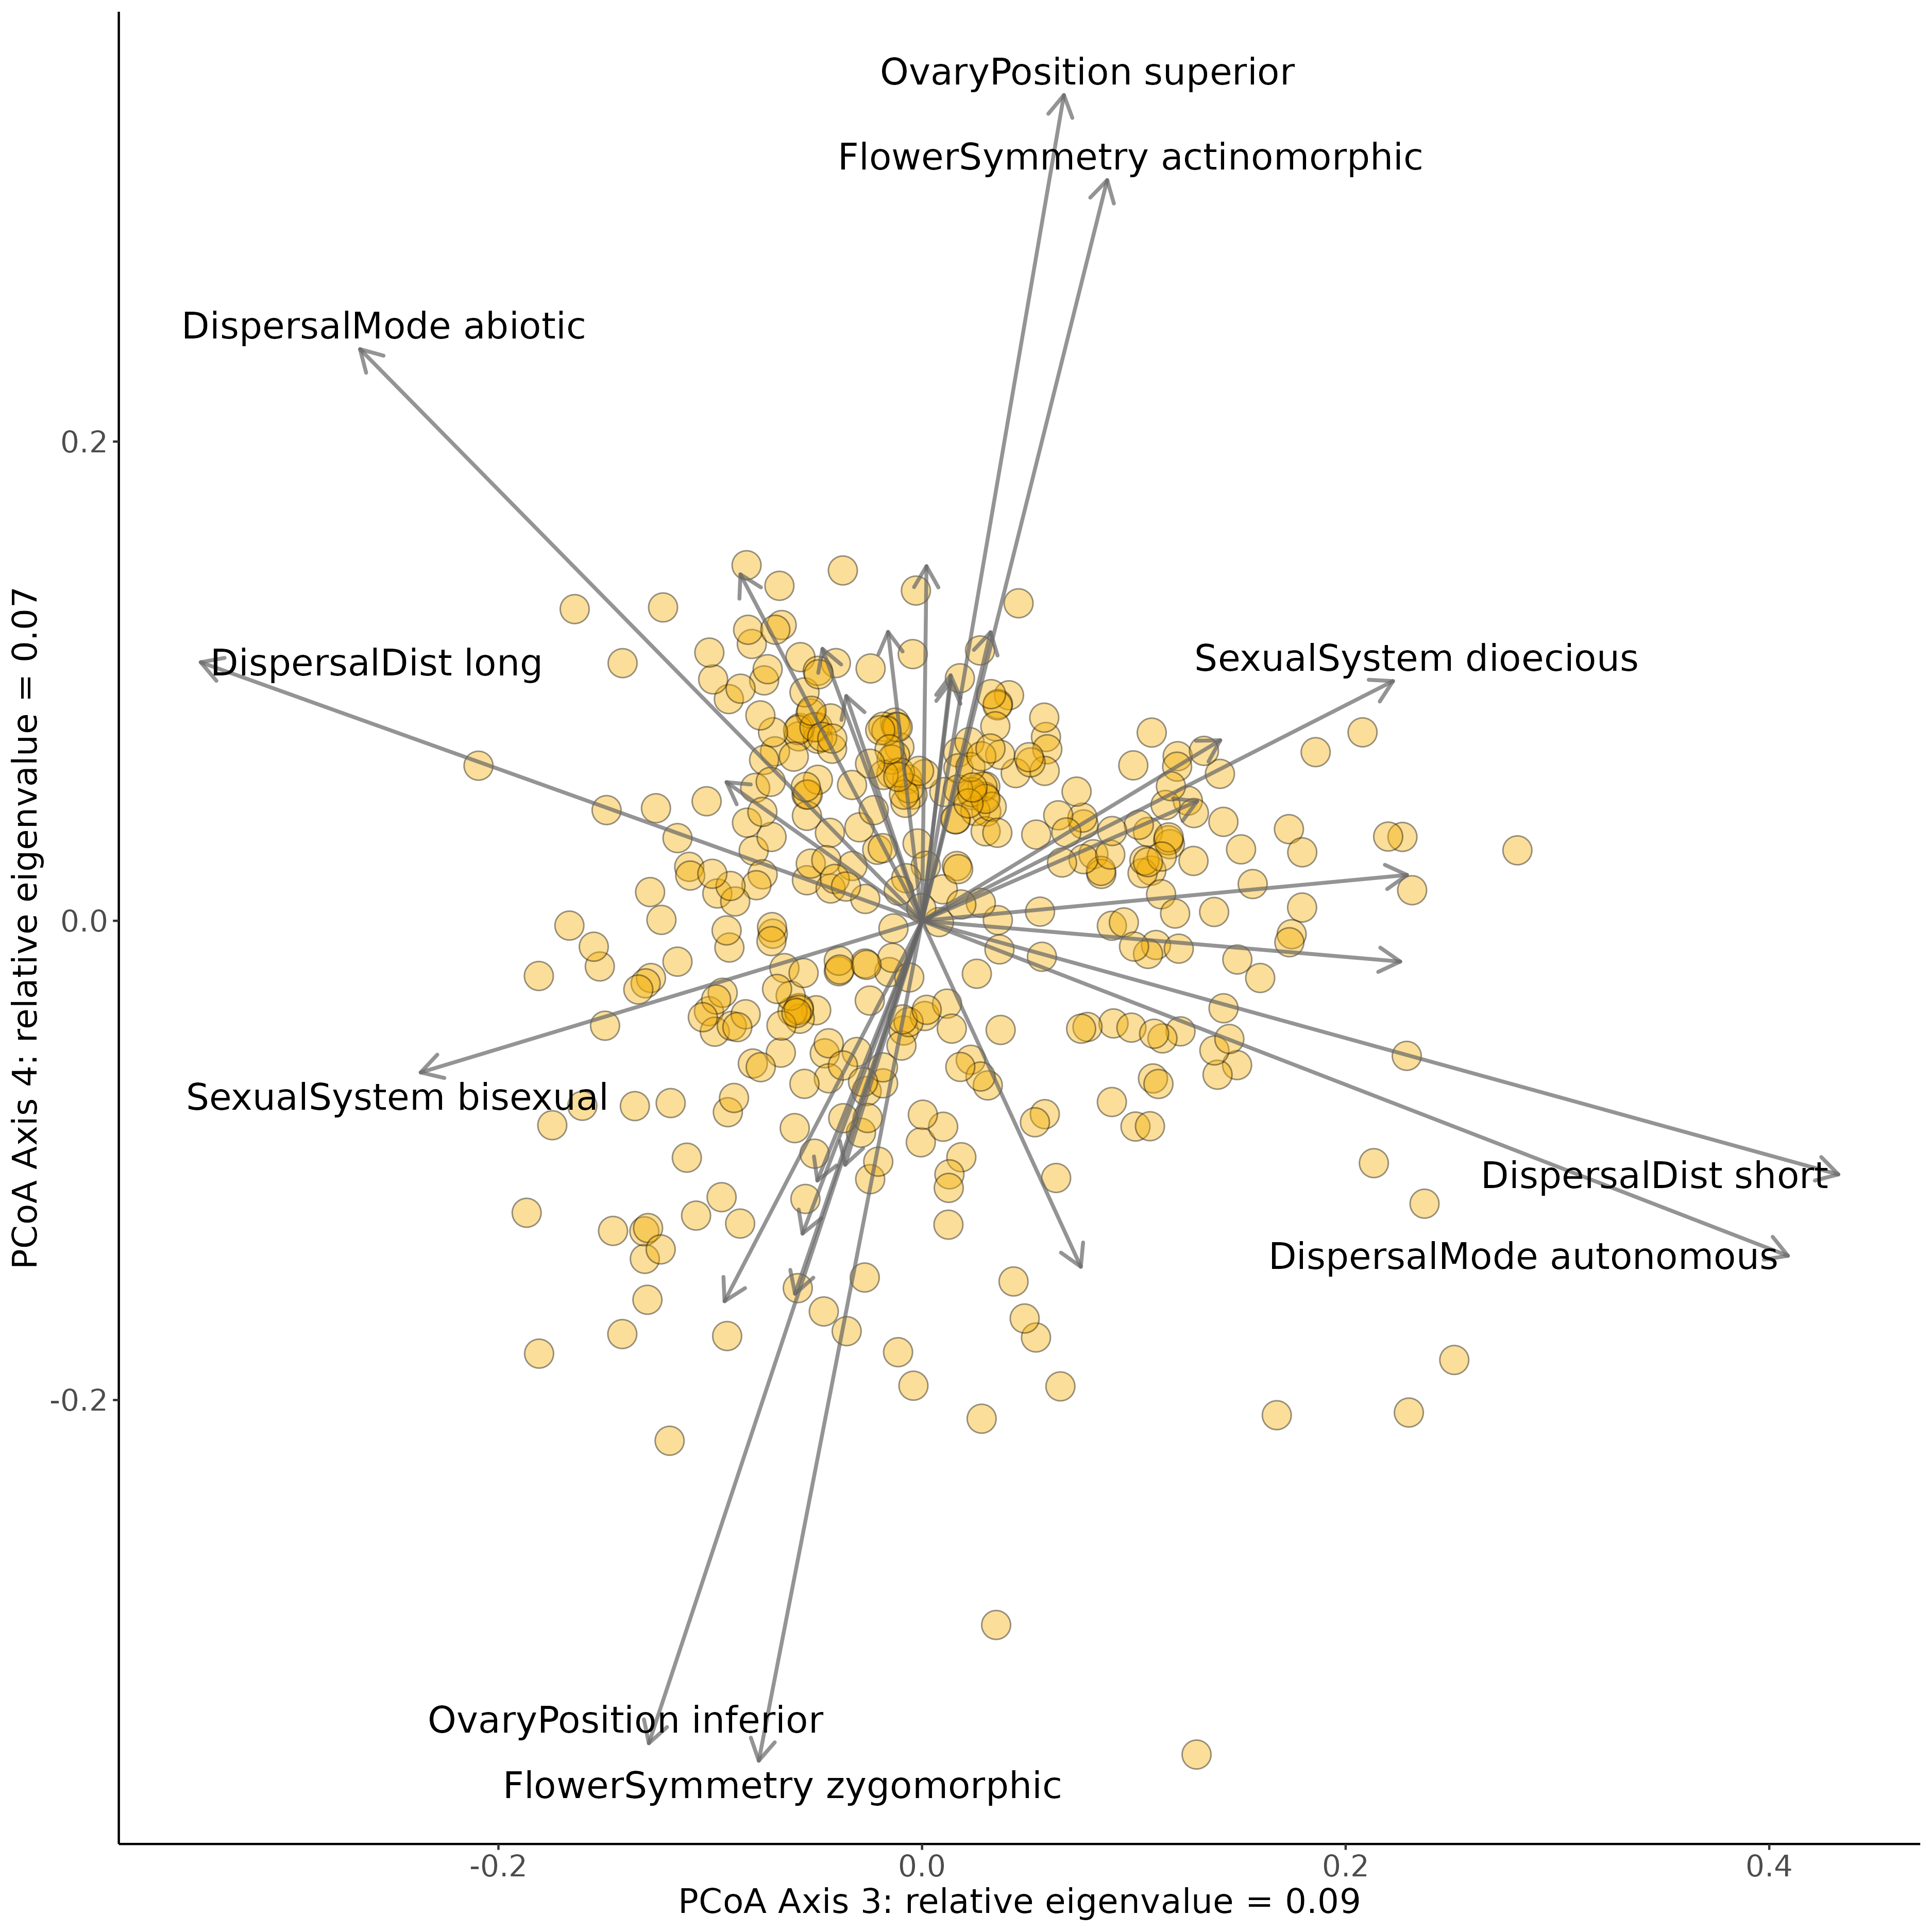 OvaryPosition superior
FlowerSymmetry actinomorphic
DispersalMode abiotic
0.2
DispersalDist long
SexualSystem dioecious
PCoA Axis 4: relative eigenvalue = 0.07
0.0
SexualSystem bisexual
DispersalDist short
DispersalMode autonomous
-0.2
OvaryPosition inferior
FlowerSymmetry zygomorphic
-0.2 0.0 0.2 0.4
PCoA Axis 3: relative eigenvalue = 0.09